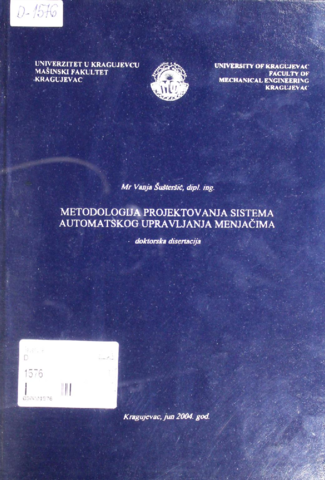 D-1576
UNIVERZITET U KRAGUJEVCU
MAŠINSKI FAKULTET
KRAGUJEVAC
UNIVERSITY OF KRAGUJEVAC
FACULTY OF
MECHANICAL ENGINEERING
KRAGUJEVAC
Mr Vanja Šušteršič, dipl. ing.
METODOLOGIJA PROJEKTOVANJA SISTEMA
AUTOMATSKOG UPRAVLJANJA MENJAČIMA
doktorska disertacija
1576
Kragujevac, jun 2004. god.